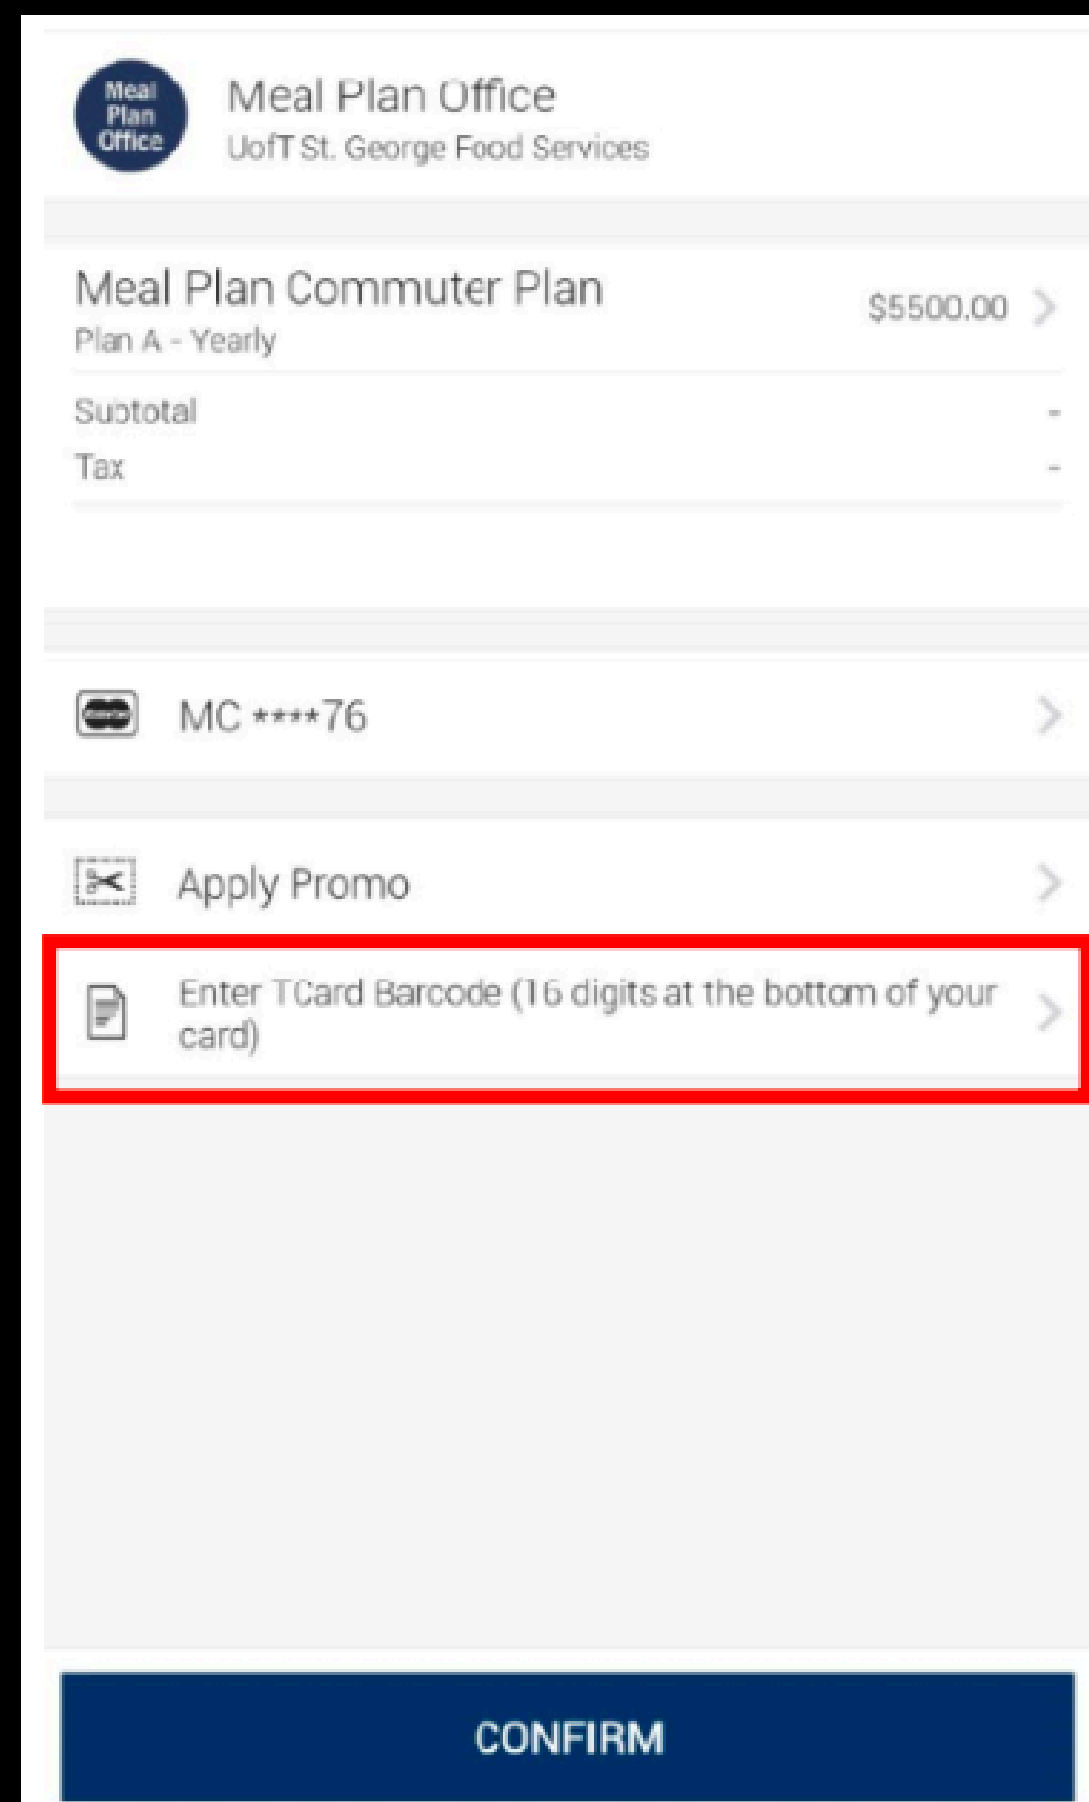 Meal
Plan
Office
Meal Plan Office
UofT St. George Food Services
Meal Plan Commuter Plan
$5500.00
Plan A - Yearly
Subtotal -
Tax -
MC ****76
Apply Promo
Enter TCard Barcode (16 digits at the bottom of your
card)
CONFIRM